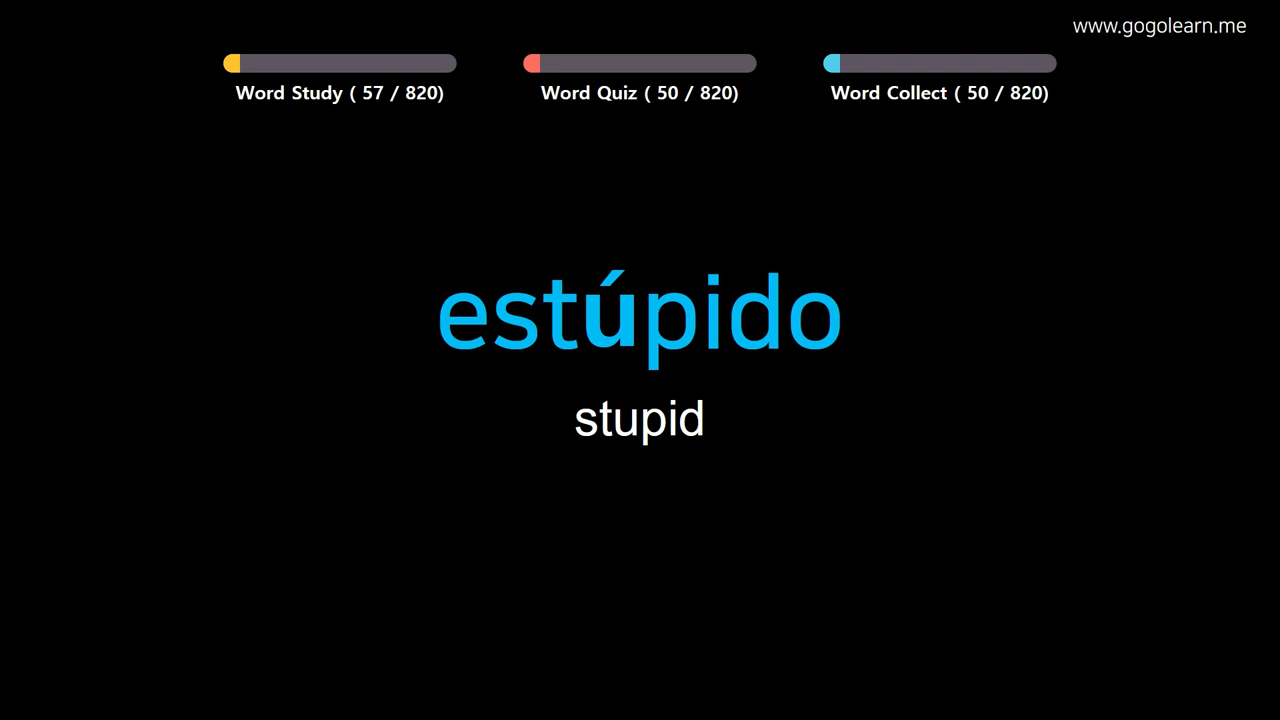 www.gogolearn.me
Word Study ( 57 / 820)
Word Quiz ( 50 / 820)
Word Collect ( 50 / 820)
estúpido
stupid